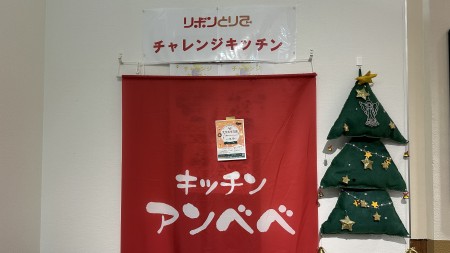 リボンとりで
チャレンジキッチン
キッチン
アンベベ